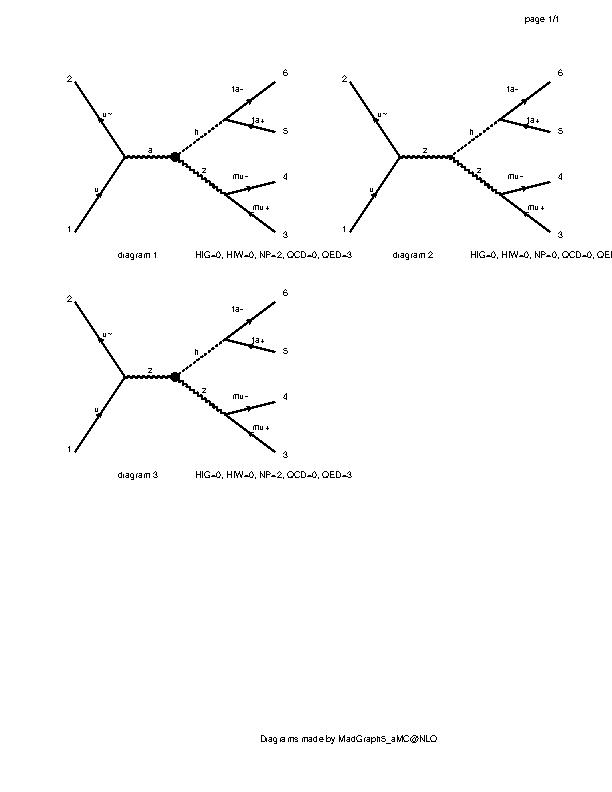 page 1/1
2 u~ u 1 a h z ta- ta+ mu- mu+ 6 5 4 3
diagram 1 HIG=0, HIW=0, NP=2, QCD=0, QED=3
2 u~ u 1 z h z ta- ta+ mu- mu+ 6 5 4 3
diagram 2 HIG=0, HIW=0, NP=0, QCD=0, QEI
2 u~ u 1 z h z ta- ta+ mu- mu+ 6 5 4 3
diagram 3 HIG=0, HIW=0, NP=2, QCD=0, QED=3
Diagrams made by MadGraph5_aMC@NLO